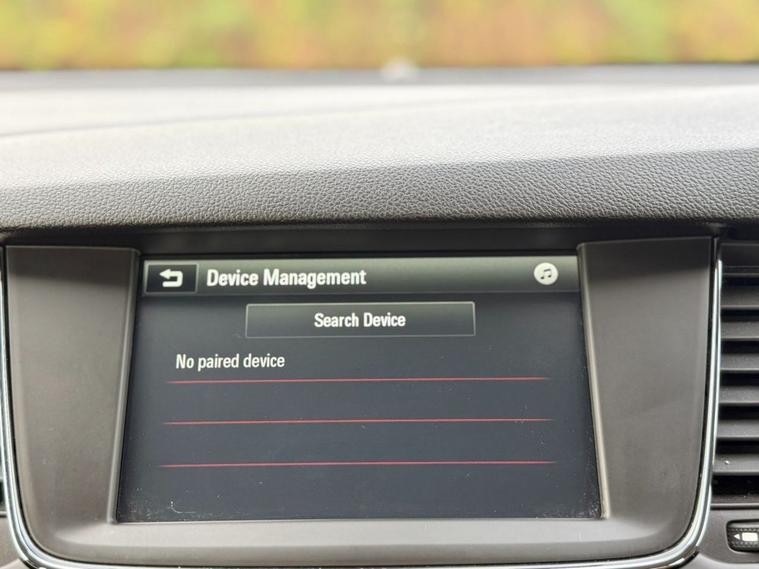 Device Management
Search Device
No paired device